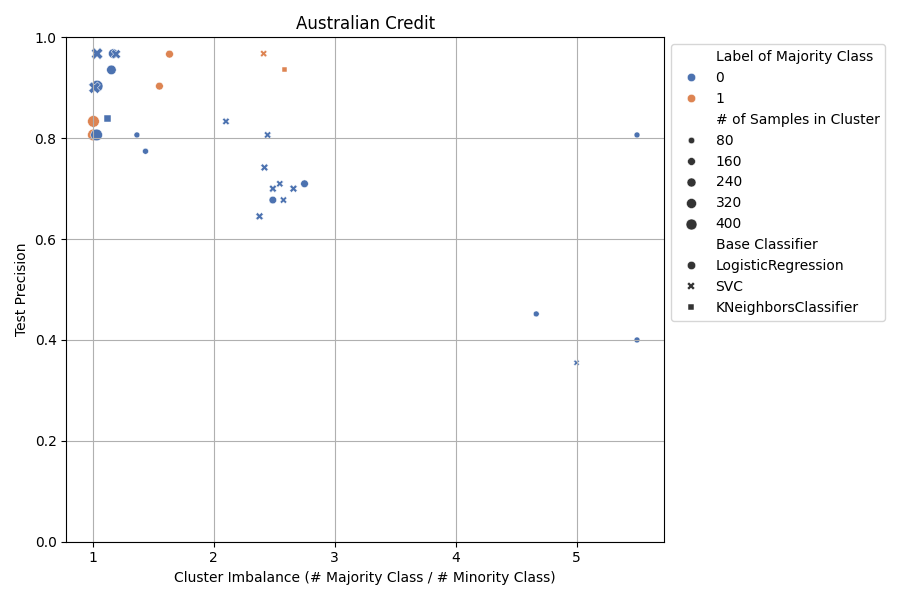 Australian Credit
Test Precision
1.0
0.8
0.6
0.4
0.2
0.0
1
2
3
4
5
Cluster Imbalance (# Majority Class / # Minority Class)
Label of Majority Class
0
1
# of Samples in Cluster
80
160
240
320
400
Base Classifier
LogisticRegression
SVC
KNeighborsClassifier